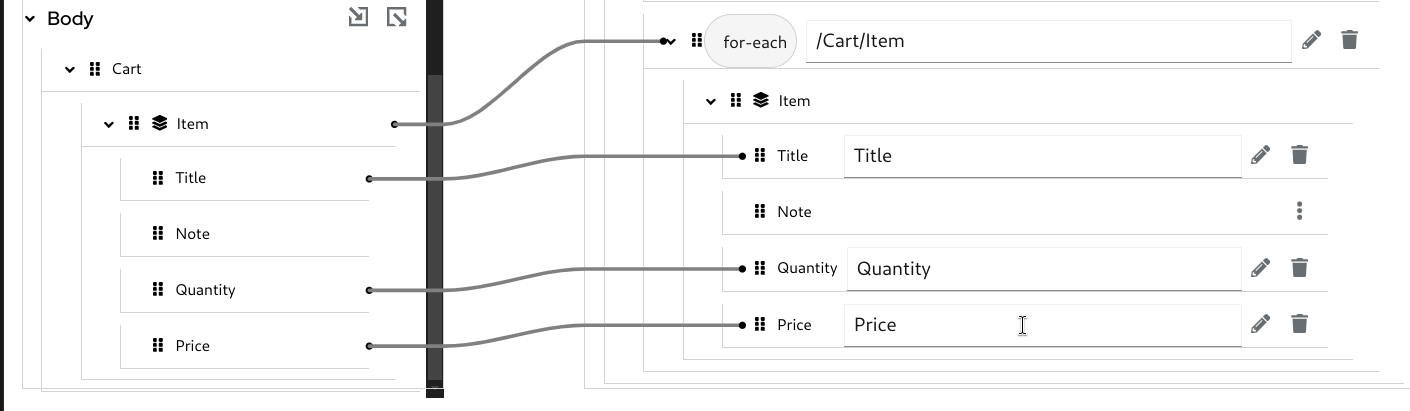 Body
for-each /Cart/Item
Cart
Item
Item
Title Title Title
Note Note
Quantity Quantity Quantity
Price Price Price